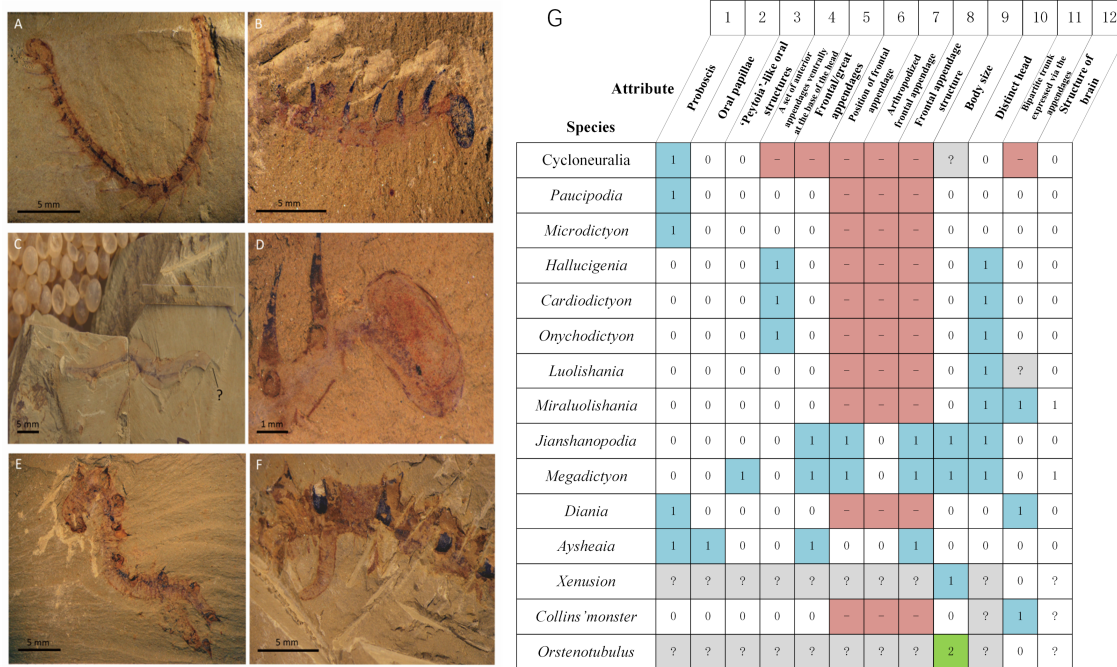 A
5 mm
B
5 mm
C
?
5 mm
D
1 mm
E
5 mm
F
5 mm
G
1 2 3 4 5 6 7 8 9 10 11 12
Attribute
Species
Proboscis
Oral papillae
‘Peytoia’-like oral
structures
A set of anterior
appendages ventrally
at the base of the head
Frontal/great
appendages
Position of frontal
appendage
Arthropodized
frontal appendage
Frontal appendage
structure
Body size
Distinct head
Bipartite trunk
expressed via the
appendages
Structure of
brain
Cycloneuralia 1 0 0 – – – – – ? 0 – 0
Paucipodia 1 0 0 0 0 – – – 0 0 0 0
Microdictyon 1 0 0 0 0 – – – 0 0 0 0
Hallucigenia 0 0 0 1 0 – – – 0 1 0 0
Cardiodictyon 0 0 0 1 0 – – – 0 1 0 0
Onychodictyon 0 0 0 1 0 – – – 0 1 0 0
Luolishania 0 0 0 0 0 – – – 0 1 ? 0
Miraluolishania 0 0 0 0 0 – – – 0 1 1 1
Jianshanopodia 0 0 0 0 1 1 0 1 1 1 0 0
Megadictyon 0 0 1 0 1 1 0 1 1 1 0 1
Diania 1 0 0 0 0 – – – 0 0 1 0
Aysheaia 1 1 0 0 1 0 0 1 0 0 0 0
Xenusion ? ? ? ? ? ? ? ? 1 ? 0 ?
Collins’monster 0 0 0 0 0 – – – 0 ? 1 ?
Orstenotubulus ? ? ? ? ? ? ? ? 2 ? 0 ?